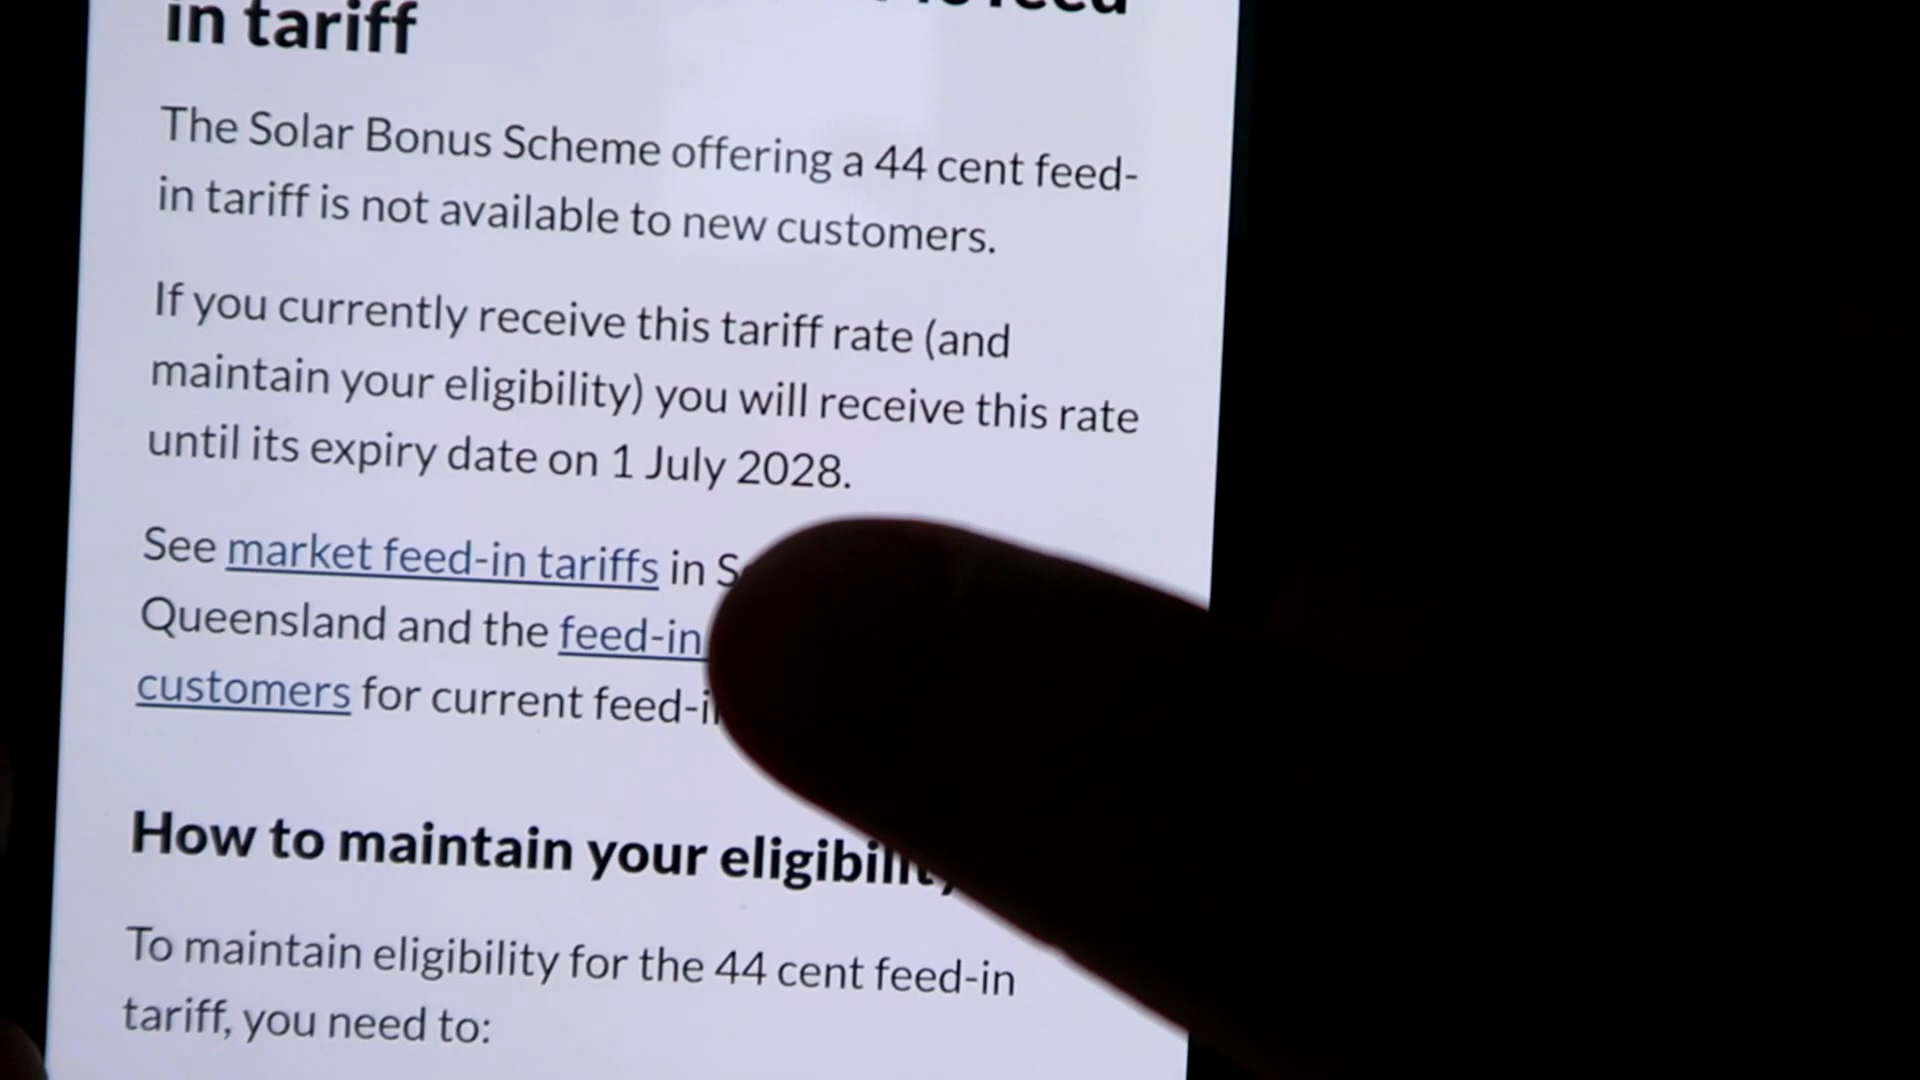 feed
in tariff
The Solar Bonus Scheme offering a 44 cent feed-
in tariff is not available to new customers.
If you currently receive this tariff rate (and
maintain your eligibility) you will receive this rate
until its expiry date on 1 July 2028.
See market feed-in tariffs in
Queensland and the feed-in
customers for current
How to maintain your eligibility
To maintain eligibility for the 44 cent feed-in
tariff, you need to: